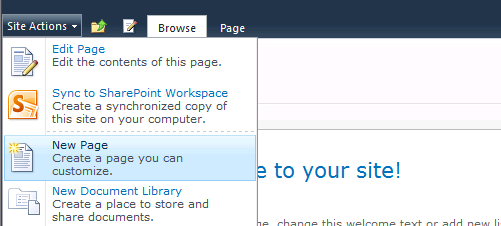 Site Actions Browse Page
Edit Page
Edit the contents of this page.
Sync to SharePoint Workspace
Create a synchronized copy of
this site on your computer.
New Page
Create a page you can
customize.
e to your site!
New Document Library
Create a place to store and
share documents.
change this welcome text or add new